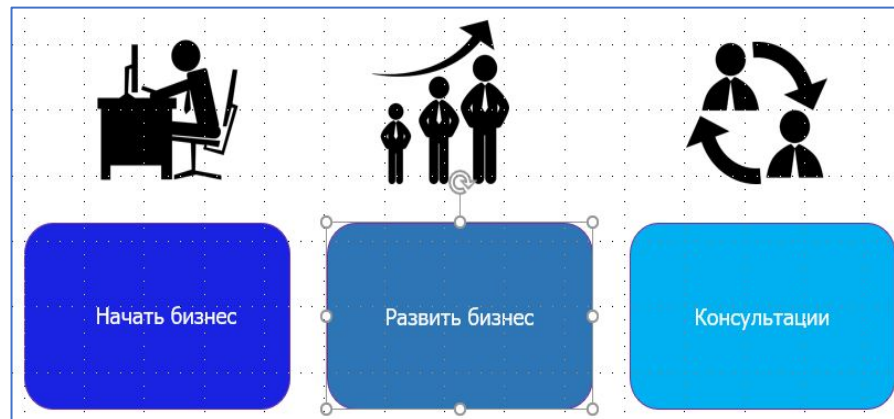 Начать бизнес
Развить бизнес
Консультации